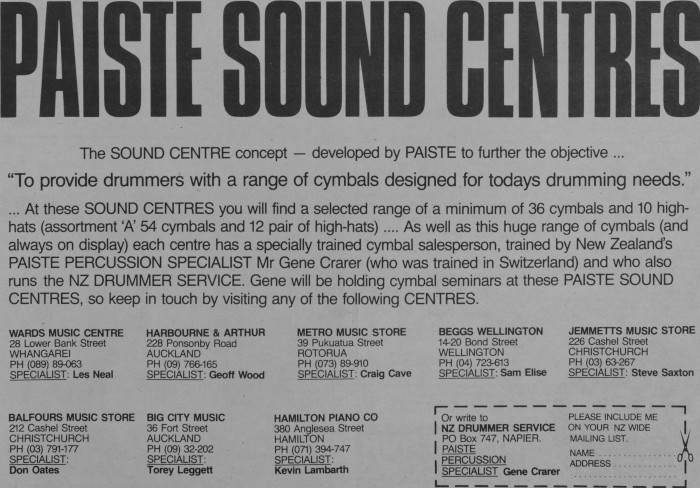 PAISTE SOUND CENTRES
The SOUND CENTRE concept — developed by PAISTE to further the objective ...
“To provide drummers with a range of cymbals designed for todays drumming needs.”
... At these SOUND CENTRES you will find a selected range of a minimum of 36 cymbals and 10 high-
hats (assortment ‘A’ 54 cymbals and 12 pair of high-hats) .... As well as this huge range of cymbals (and
always on display) each centre has a specially trained cymbal salesperson, trained by New Zealand's
PAISTE PERCUSSION SPECIALIST Mr Gene Crarer (who was trained in Switzerland) and who also
runs the NZ DRUMMER SERVICE. Gene will be holding cymbal seminars at these PAISTE SOUND
CENTRES, so keep in touch by visiting any of the following CENTRES.
WARDS MUSIC CENTRE
28 Lower Bank Street
WHANGAREI
PH (089) 89-063
SPECIALIST: Les Neal
HARBOURNE & ARTHUR
228 Ponsonby Road
AUCKLAND
PH (09) 766-165
SPECIALIST: Geoff Wood
METRO MUSIC STORE
39 Pukuatua Street
ROTORUA
PH (073) 89-910
SPECIALIST: Craig Cave
BEGGS WELLINGTON
14-20 Bond Street
WELLINGTON
PH (04) 723-613
SPECIALIST: Sam Elise
JEMMETTS MUSIC STORE
226 Cashel Street
CHRISTCHURCH
PH (03) 63-267
SPECIALIST: Steve Saxton
BALFOURS MUSIC STORE
212 Cashel Street
CHRISTCHURCH
PH (03) 791-177
SPECIALIST:
Don Oates
BIG CITY MUSIC
36 Fort Street
AUCKLAND
PH (09) 32-202
SPECIALIST:
Torey Leggett
HAMILTON PIANO CO
380 Anglesea Street
HAMILTON
PH (071) 394-747
SPECIALIST:
Kevin Lambarth
Or write to
NZ DRUMMER SERVICE
PO Box 747, NAPIER.
PAISTE
PERCUSSION
SPECIALIST Gene Crarer
PLEASE INCLUDE ME
ON YOUR NZ WIDE
MAILING LIST.
NAME
ADDRESS